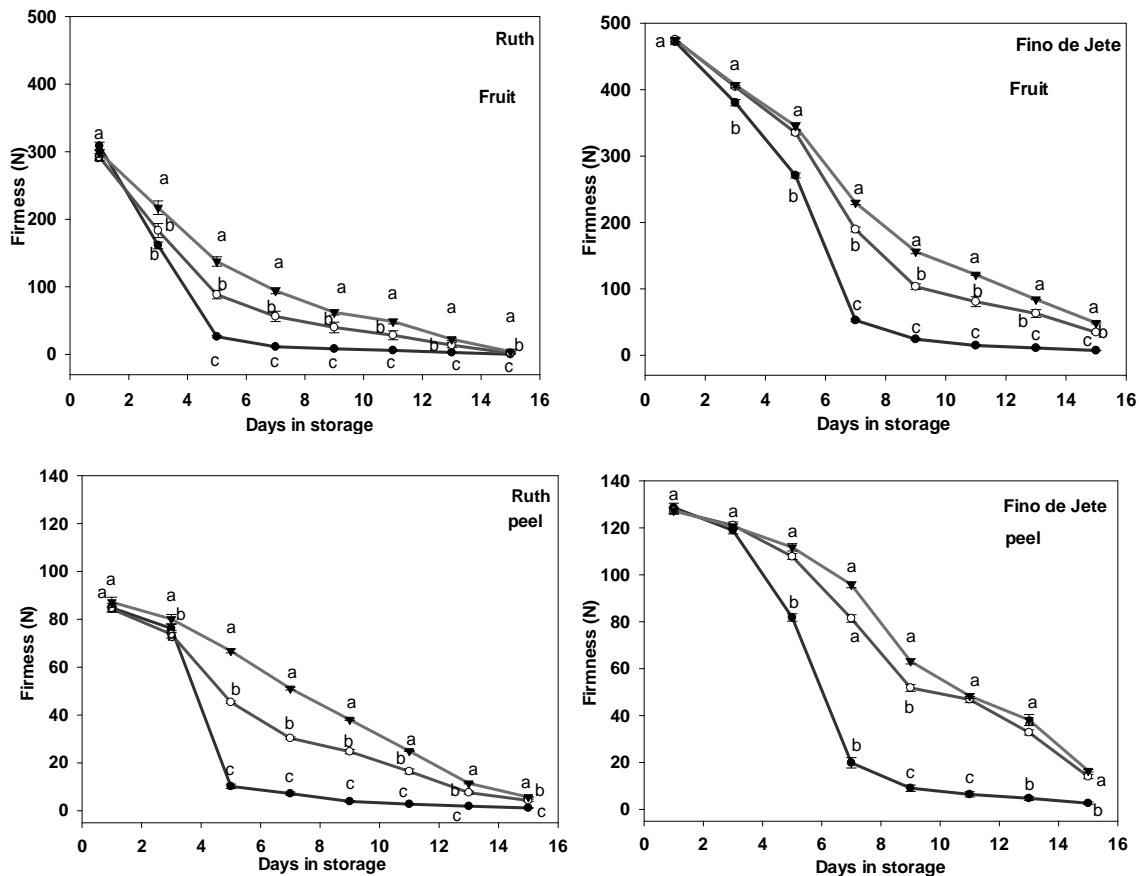 500
400
300
200
100
0
Firmess (N)
Ruth
Fruit
a
a
b
b
a
b
c
a
b
c
a
b
c
a
b
c
a
b
c
a
b
c
0 2 4 6 8 10 12 14 16
Days in storage
500
400
300
200
100
0
Firmness (N)
Fino de Jete
Fruit
a
a
b
a
b
a
b
c
a
b
c
a
b
c
a
b
c
a
b
c
0 2 4 6 8 10 12 14 16
Days in storage
140
120
100
80
60
40
20
0
Firmess (N)
Ruth
peel
a
a
a
b
a
b
c
a
b
c
a
b
c
a
b
c
a
b
c
a
b
c
0 2 4 6 8 10 12 14 16
Days in storage
140
120
100
80
60
40
20
0
Firmness (N)
Fino de Jete
peel
a
a
a
b
a
a
b
a
b
c
a
c
a
b
a
b
0 2 4 6 8 10 12 14 16
Days in storage